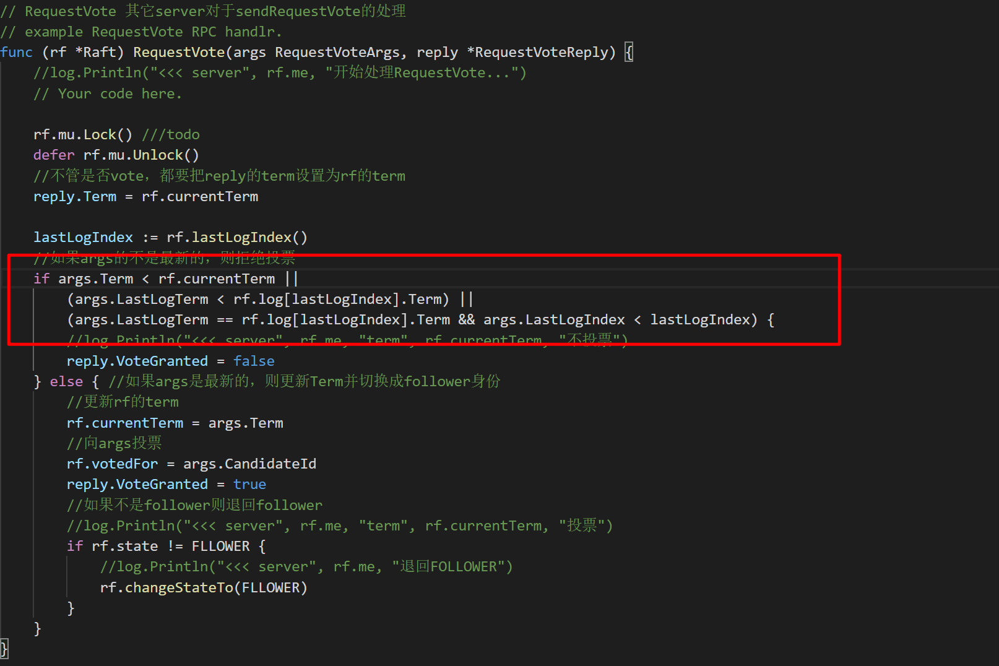 // RequestVote 其它server对于sendRequestVote的处理
// example RequestVote RPC handlr.
func (rf *Raft) RequestVote(args RequestVoteArgs, reply *RequestVoteReply) {
    //log.Println("<<< server", rf.me, "开始处理RequestVote...")
    // Your code here.
    rf.mu.Lock() ///todo
    defer rf.mu.Unlock()
    //不管是否vote，都要把reply的term设置为rf的term
    reply.Term = rf.currentTerm
    lastLogIndex := rf.lastLogIndex()
    //如果args的不是最新的，则拒绝投票
    if args.Term < rf.currentTerm ||
        (args.LastLogTerm < rf.log[lastLogIndex].Term) ||
        (args.LastLogTerm == rf.log[lastLogIndex].Term && args.LastLogIndex < lastLogIndex) {
        //log.Println("<<< server", rf.me, "term", rf.currentTerm, "不投票")
        reply.VoteGranted = false
    } else { //如果args是最新的，则更新Term并切换成follower身份
        //更新rf的term
        rf.currentTerm = args.Term
        //向args投票
        rf.votedFor = args.CandidateId
        reply.VoteGranted = true
        //如果不是follower则退回follower
        //log.Println("<<< server", rf.me, "term", rf.currentTerm, "投票")
        if rf.state != FLLOWER {
            //log.Println("<<< server", rf.me, "退回FOLLOWER")
            rf.changeStateTo(FLLOWER)
        }
    }
}